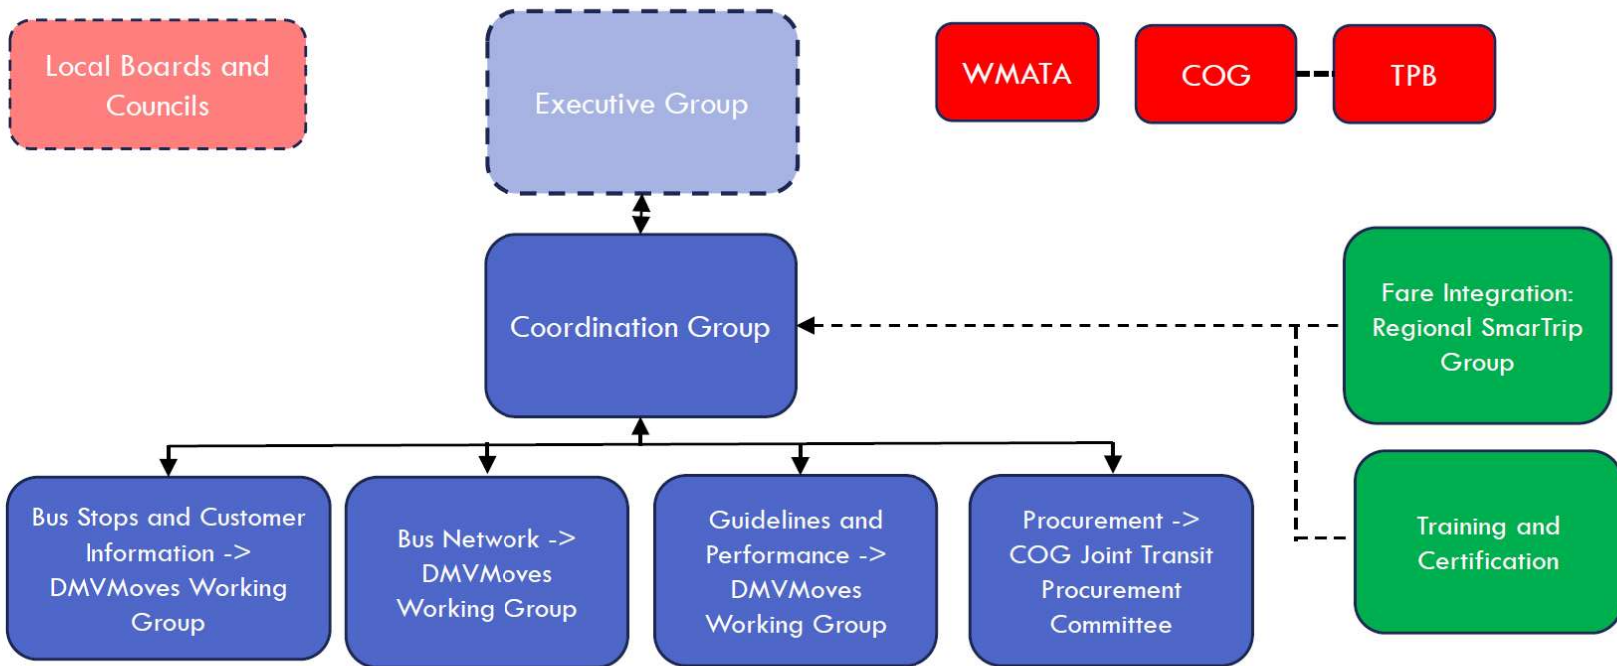 Local Boards and
Councils
Executive Group
WMATA
COG
TPB
Coordination Group
Fare Integration:
Regional SmarTrip
Group
Bus Stops and Customer
Information ->
DMVMoves Working
Group
Bus Network ->
DMVMoves
Working Group
Guidelines and
Performance ->
DMVMoves
Working Group
Procurement ->
COG Joint Transit
Procurement
Committee
Training and
Certification